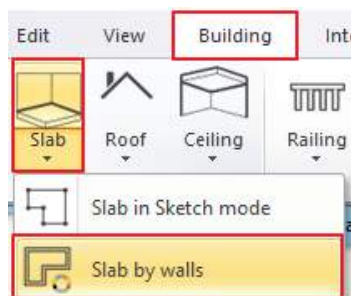 Edit View Building
Slab Roof Ceiling Railing
Slab in Sketch mode
Slab by walls